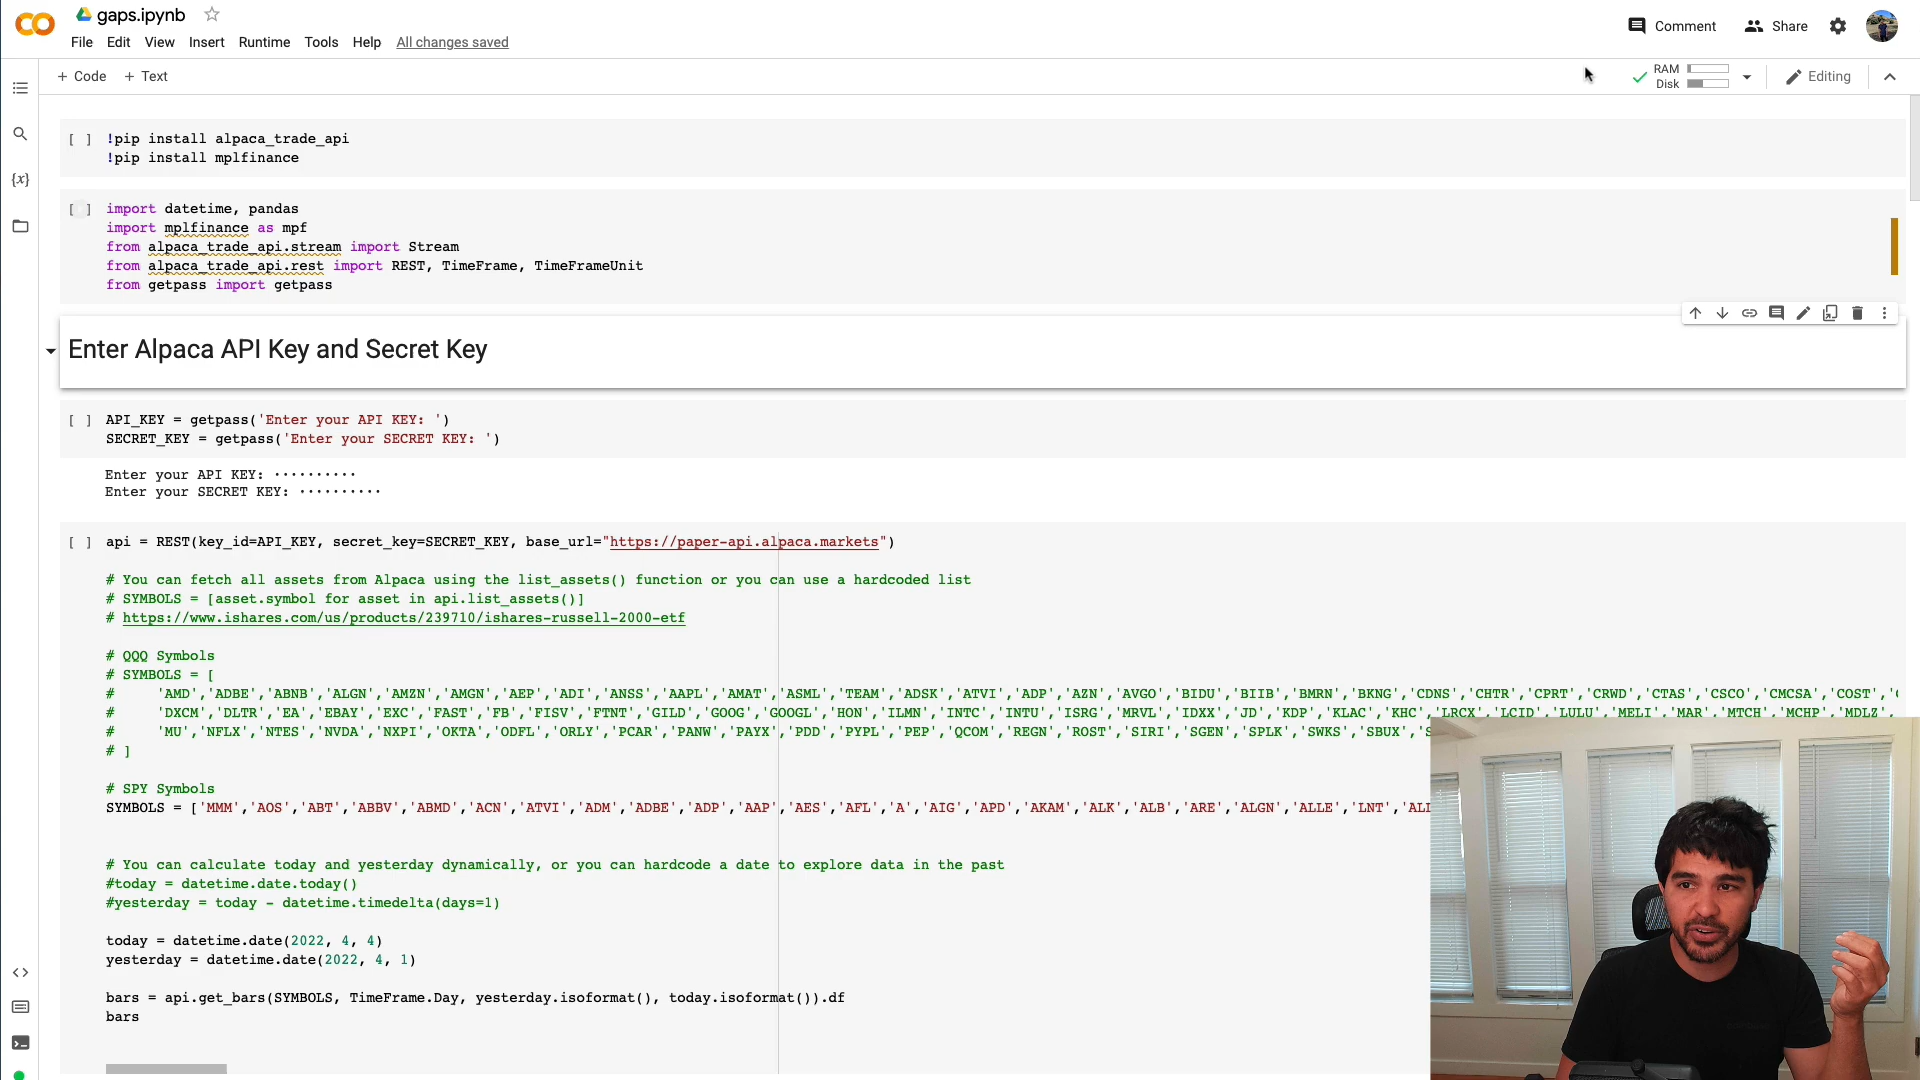 gaps.ipynb
Comment
Share
File Edit View Insert Runtime Tools Help All changes saved
+ Code + Text
RAM
Disk
Editing
[ ] !pip install alpaca_trade_api
!pip install mplfinance
[ ] import datetime, pandas
import mplfinance as mpf
from alpaca_trade_api.stream import Stream
from alpaca_trade_api.rest import REST, TimeFrame, TimeFrameUnit
from getpass import getpass
Enter Alpaca API Key and Secret Key
[ ] API_KEY = getpass('Enter your API KEY: ')
SECRET_KEY = getpass('Enter your SECRET KEY: ')
Enter your API KEY: ··········
Enter your SECRET KEY: ··········
[ ] api = REST(key_id=API_KEY, secret_key=SECRET_KEY, base_url="https://paper-api.alpaca.markets")
# You can fetch all assets from Alpaca using the list_assets() function or you can use a hardcoded list
# SYMBOLS = [asset.symbol for asset in api.list_assets()]
# https://www.ishares.com/us/products/239710/ishares-russell-2000-etf
# QQQ Symbols
# SYMBOLS = [
# 'AMD','ADBE','ABNB','ALGN','AMZN','AMGN','AEP','ADI','ANSS','AAPL','AMAT','ASML','TEAM','ADSK','ATVI','ADP','AZN','AVGO','BIDU','BIIB','BMRN','BKNG','CDNS','CHTR','CPRT','CRWD','CTAS','CSCO','CMCSA','COST','
# 'DXCM','DLTR','EA','EBAY','EXC','FAST','FB','FISV','FTNT','GILD','GOOG','GOOGL','HON','ILMN','INTC','INTU','ISRG','MRVL','IDXX','JD','KDP','KLAC','KHC','LRCX','LCID','LULU','MELI','MAR','MTCH','MCHP','MDLZ',
# 'MU','NFLX','NTES','NVDA','NXPI','OKTA','ODFL','ORLY','PCAR','PANW','PAYX','PDD','PYPL','PEP','QCOM','REGN','ROST','SIRI','SGEN','SPLK','SWKS','SBUX','
# ]
# SPY Symbols
SYMBOLS = ['MMM','AOS','ABT','ABBV','ABMD','ACN','ATVI','ADM','ADBE','ADP','AAP','AES','AFL','A','AIG','APD','AKAM','ALK','ALB','ARE','ALGN','ALLE','LNT','
# You can calculate today and yesterday dynamically, or you can hardcode a date to explore data in the past
#today = datetime.date.today()
#yesterday = today - datetime.timedelta(days=1)
today = datetime.date(2022, 4, 4)
yesterday = datetime.date(2022, 4, 1)
bars = api.get_bars(SYMBOLS, TimeFrame.Day, yesterday.isoformat(), today.isoformat()).df
bars